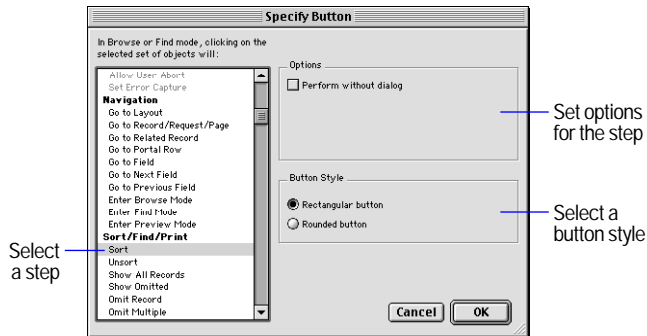 Specify Button
In Browse or Find mode, clicking on the
selected set of objects will:
Allow User Abort
Set Error Capture
Navigation
Go to Layout
Go to Record/Request/Page
Go to Related Record
Go to Portal Row
Go to Field
Go to Next Field
Go to Previous Field
Enter Browse Mode
Enter Find Mode
Enter Preview Mode
Sort/Find/Print
Sort
Unsort
Show All Records
Show Omitted
Omit Record
Omit Multiple
Options
Perform without dialog
Button Style
Rectangular button
Rounded button
Cancel
OK
Set options
for the step
Select a
button style
Select
a step